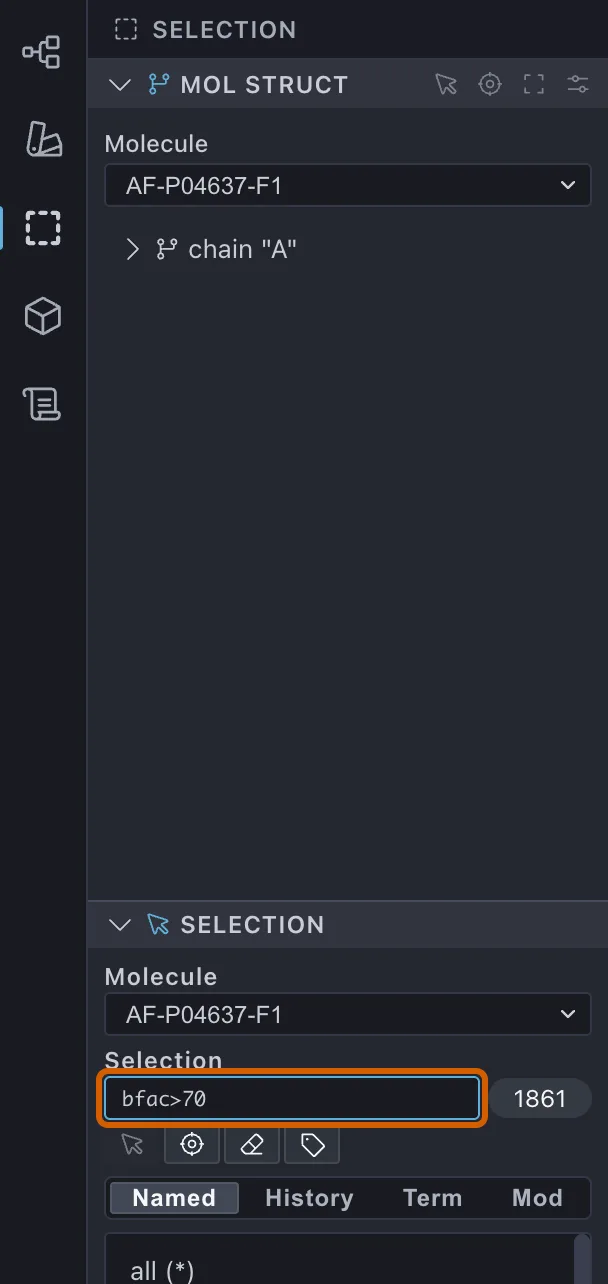 SELECTION
MOL STRUCT
Molecule
AF-P04637-F1
chain "A"
SELECTION
Molecule
AF-P04637-F1
Selection
bfac>70 1861
Named History Term Mod
all (*)